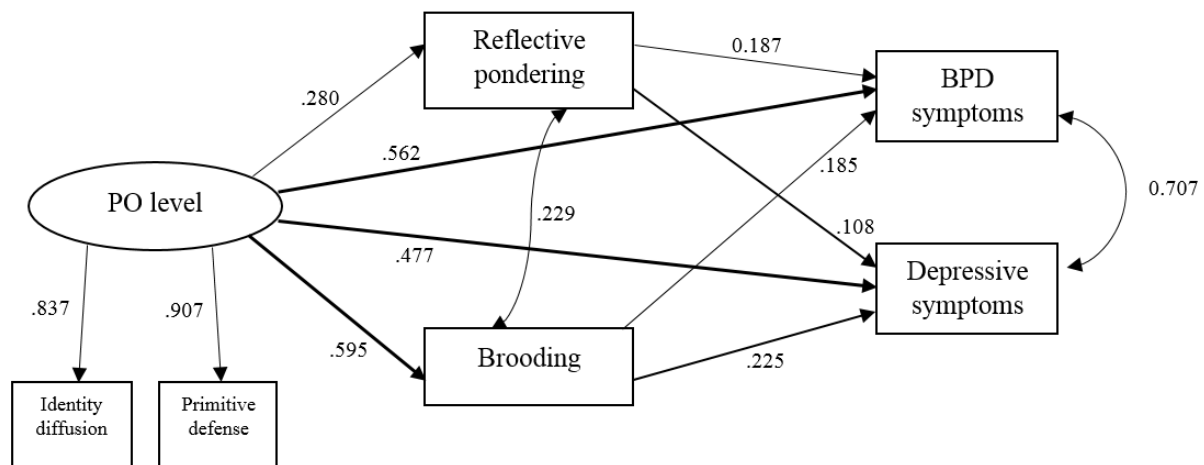 Reflective
pondering
0.187
BPD
symptoms
.280
.562
.185
PO level
.229
0.707
.108
.477
Depressive
symptoms
.837
.907
.595
Brooding
.225
Identity
diffusion
Primitive
defense